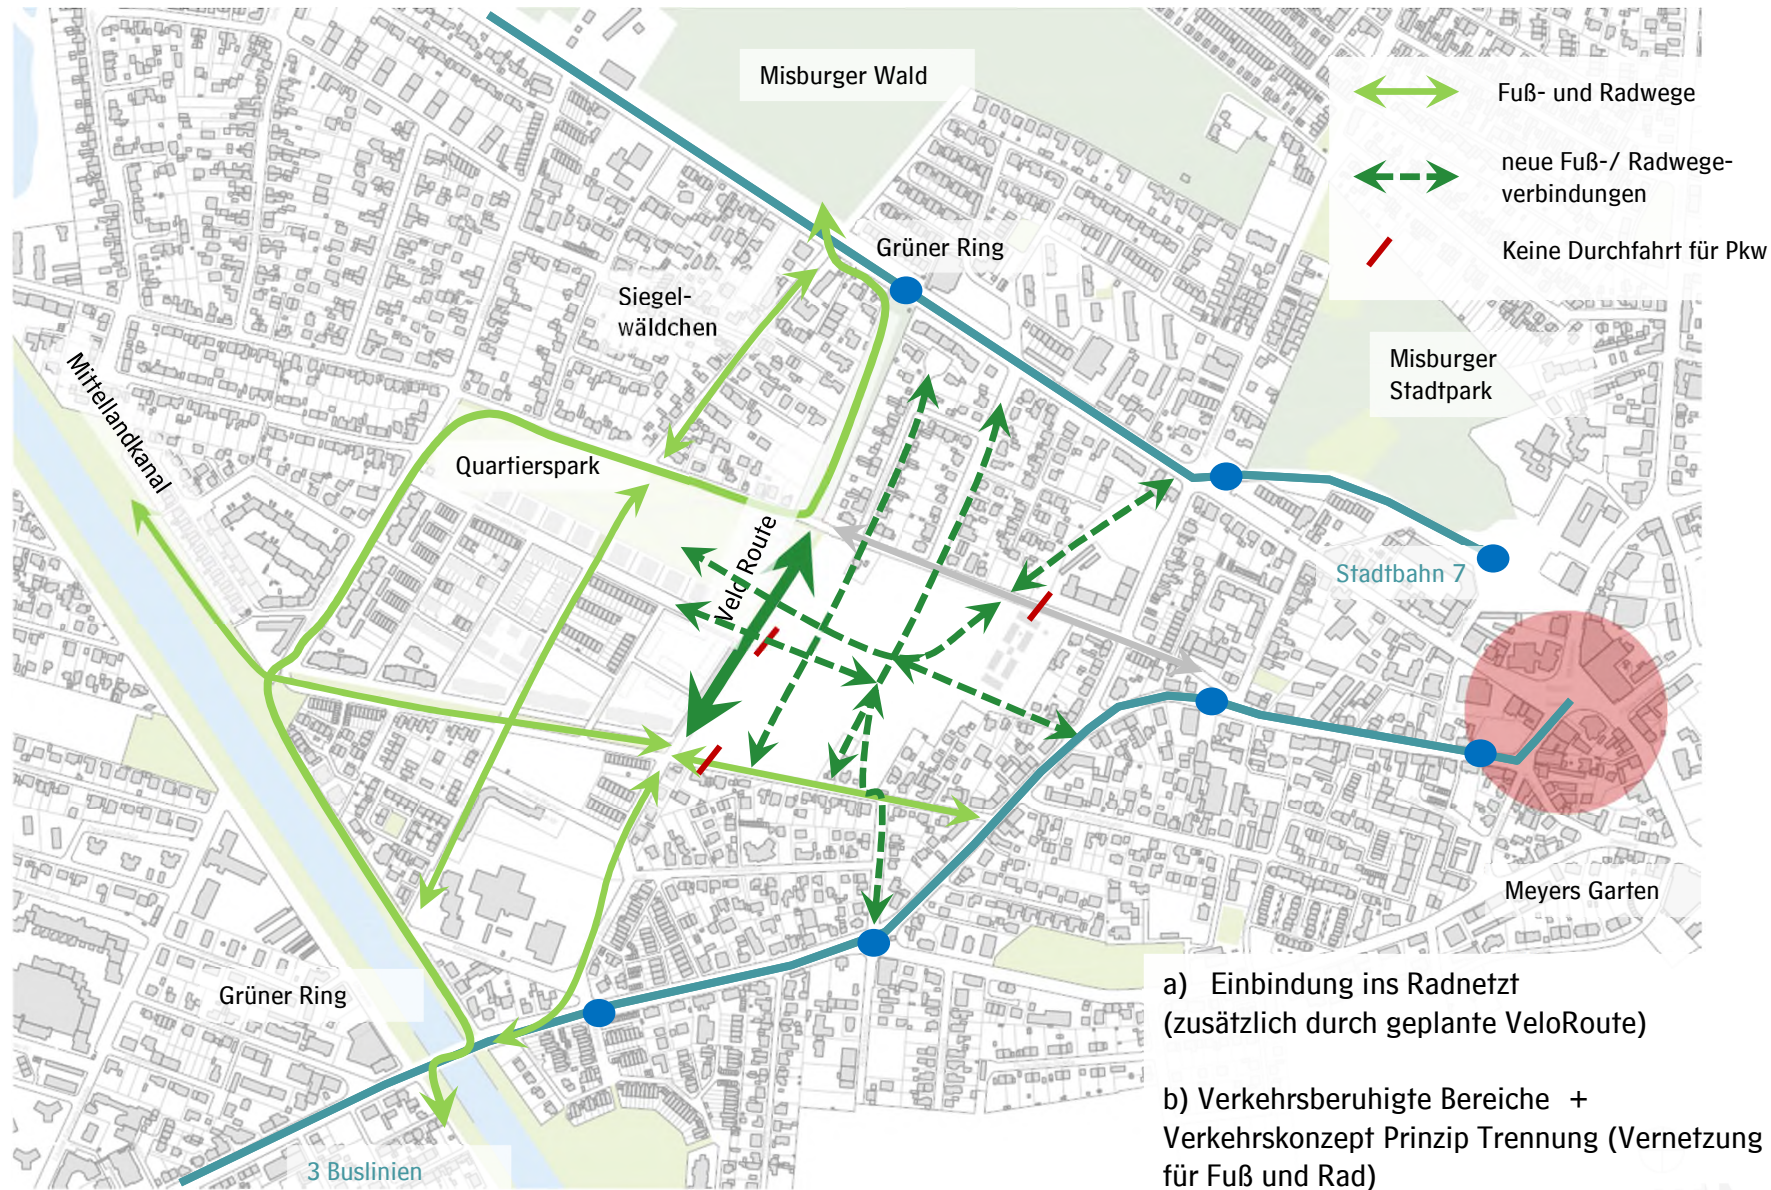 Misburger Wald
Fuß- und Radwege
neue Fuß-/ Radwege-
verbindungen
Keine Durchfahrt für Pkw
Grüner Ring
Siegel-
wäldchen
Misburger
Stadtpark
Mittellandkanal
Quartierspark
Velo Route
Stadtbahn 7
Meyers Garten
Grüner Ring
3 Buslinien
a) Einbindung ins Radnetzt
(zusätzlich durch geplante VeloRoute)
b) Verkehrsberuhigte Bereiche +
Verkehrskonzept Prinzip Trennung (Vernetzung
für Fuß und Rad)